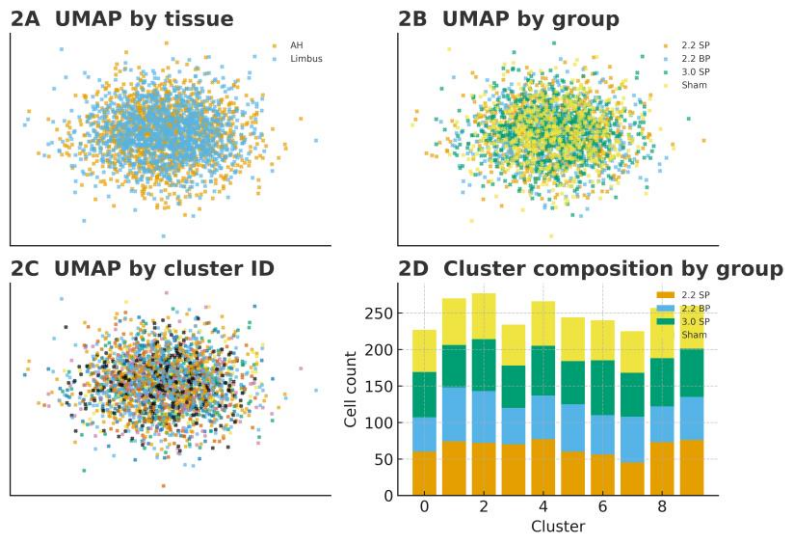 2A UMAP by tissue
AH
Limbus
2B UMAP by group
2.2 SP
2.2 BP
3.0 SP
Sham
2C UMAP by cluster ID
2D Cluster composition by group
2.2 SP
2.2 BP
3.0 SP
Sham
Cell count
250
200
150
100
50
0
0 2 4 6 8
Cluster